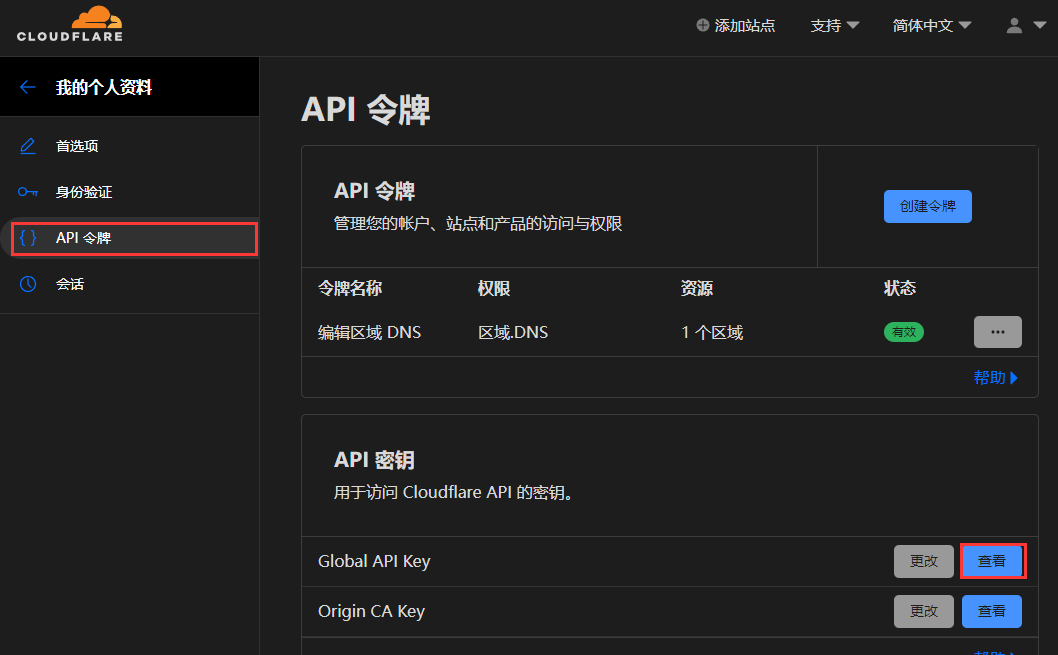 CLOUDFLARE
添加站点 支持 简体中文
我的个人资料
首选项
身份验证
API 令牌
会话
API 令牌
API 令牌
管理您的帐户、站点和产品的访问与权限
创建令牌
令牌名称 权限 资源 状态
编辑区域 DNS 区域.DNS 1 个区域 有效 ...
帮助
API 密钥
用于访问 Cloudflare API 的密钥。
Global API Key 更改 查看
Origin CA Key 更改 查看